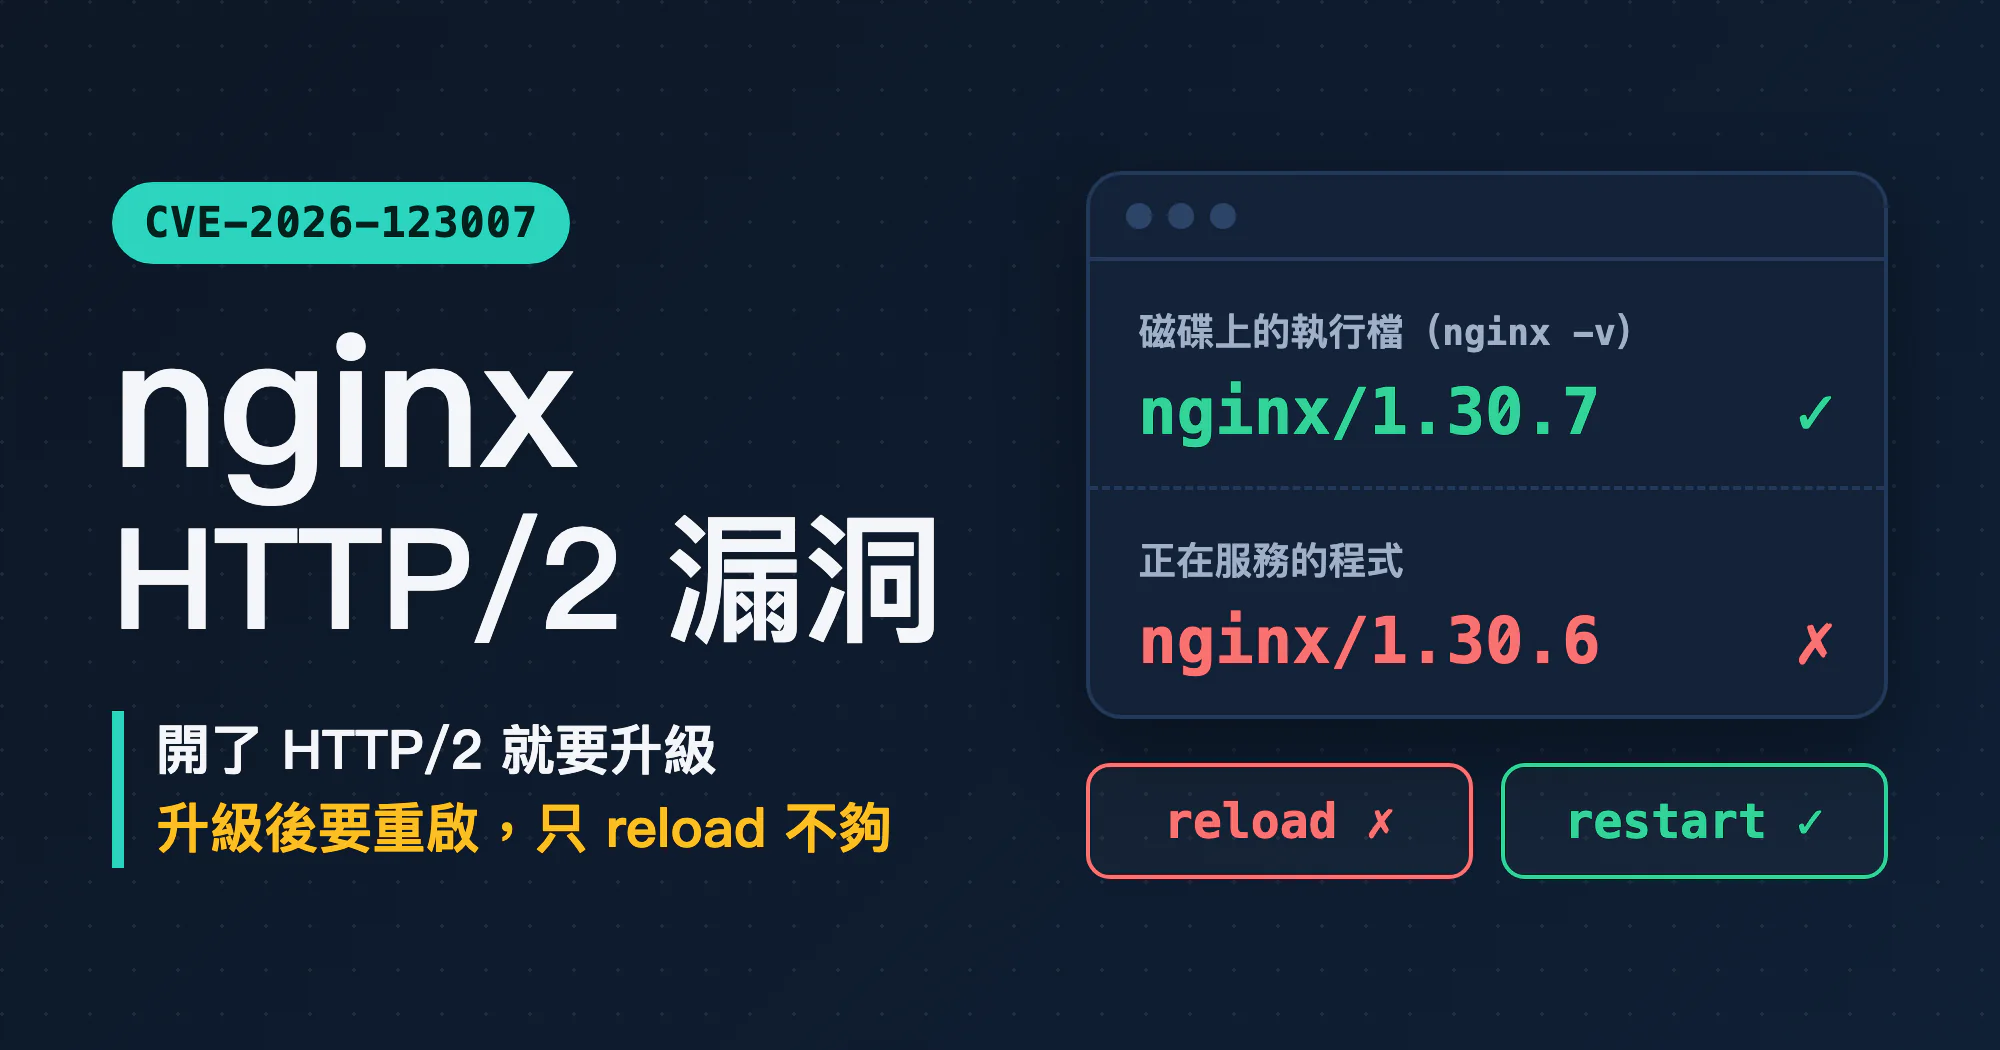 CVE-2026-123007
nginx
HTTP/2 漏洞
開了 HTTP/2 就要升級
升級後要重啟，只 reload 不夠
磁碟上的執行檔（nginx -v）
nginx/1.30.7 ✓
正在服務的程式
nginx/1.30.6 ✗
reload ✗
restart ✓